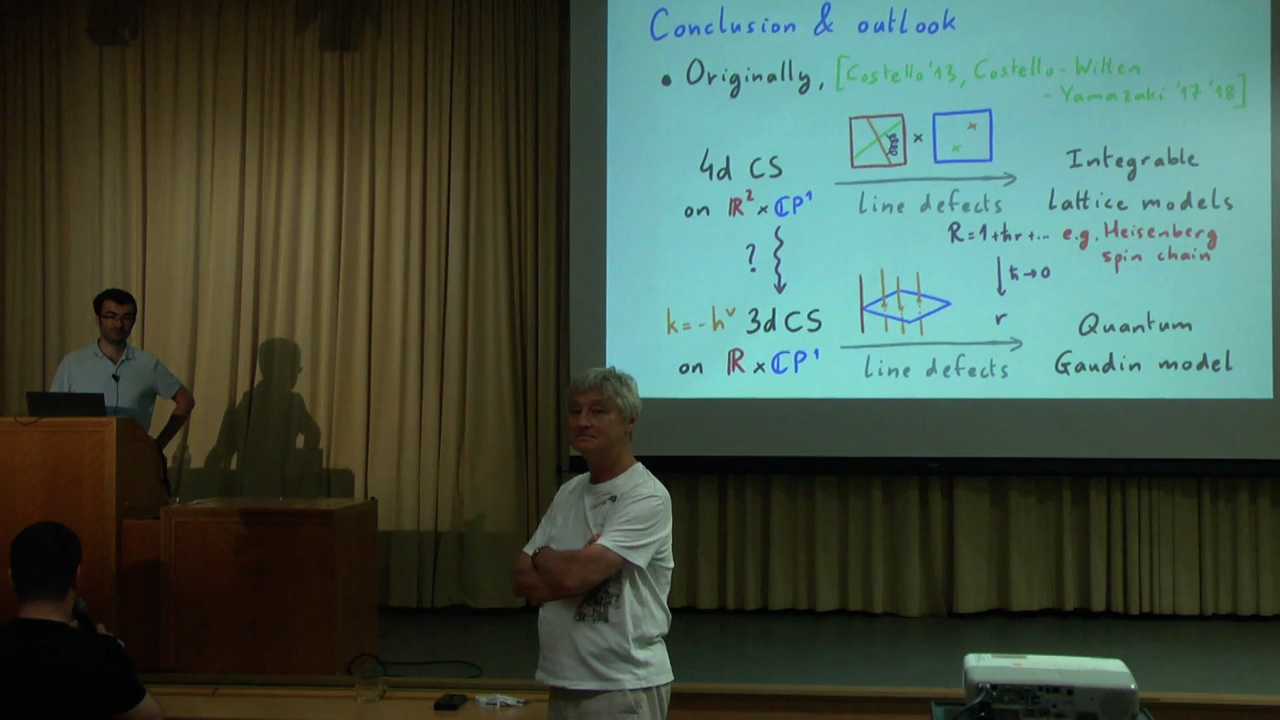 Conclusion & outlook
• Originally, [Costello '13, Costello-Witten
- Yamazaki '17 '18]
4d CS
on ℝ² × ℂP¹
×
Line defects
Integrable
Lattice models
e.g. Heisenberg
spin chain
R = 1 + ħr + ...
ħ → 0
r
?
k = -h^v 3d CS
on ℝ × ℂP¹
Line defects
Quantum
Gaudin model